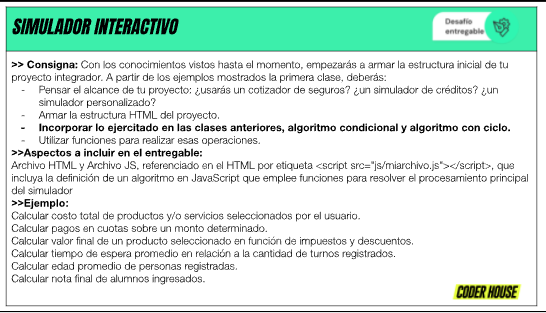 SIMULADOR INTERACTIVO
Desafío
entregable
>> Consigna: Con los conocimientos vistos hasta el momento, empezarás a armar la estructura inicial de tu
proyecto integrador. A partir de los ejemplos mostrados la primera clase, deberás:
- Pensar el alcance de tu proyecto: ¿usarás un cotizador de seguros? ¿un simulador de créditos? ¿un
simulador personalizado?
- Armar la estructura HTML del proyecto.
- Incorporar lo ejercitado en las clases anteriores, algoritmo condicional y algoritmo con ciclo.
- Utilizar funciones para realizar esas operaciones.
>>Aspectos a incluir en el entregable:
Archivo HTML y Archivo JS, referenciado en el HTML por etiqueta <script src="js/miarchivo.js"></script>, que
incluya la definición de un algoritmo en JavaScript que emplee funciones para resolver el procesamiento principal
del simulador
>>Ejemplo:
Calcular costo total de productos y/o servicios seleccionados por el usuario.
Calcular pagos en cuotas sobre un monto determinado.
Calcular valor final de un producto seleccionado en función de impuestos y descuentos.
Calcular tiempo de espera promedio en relación a la cantidad de turnos registrados.
Calcular edad promedio de personas registradas.
Calcular nota final de alumnos ingresados.
CODER HOUSE